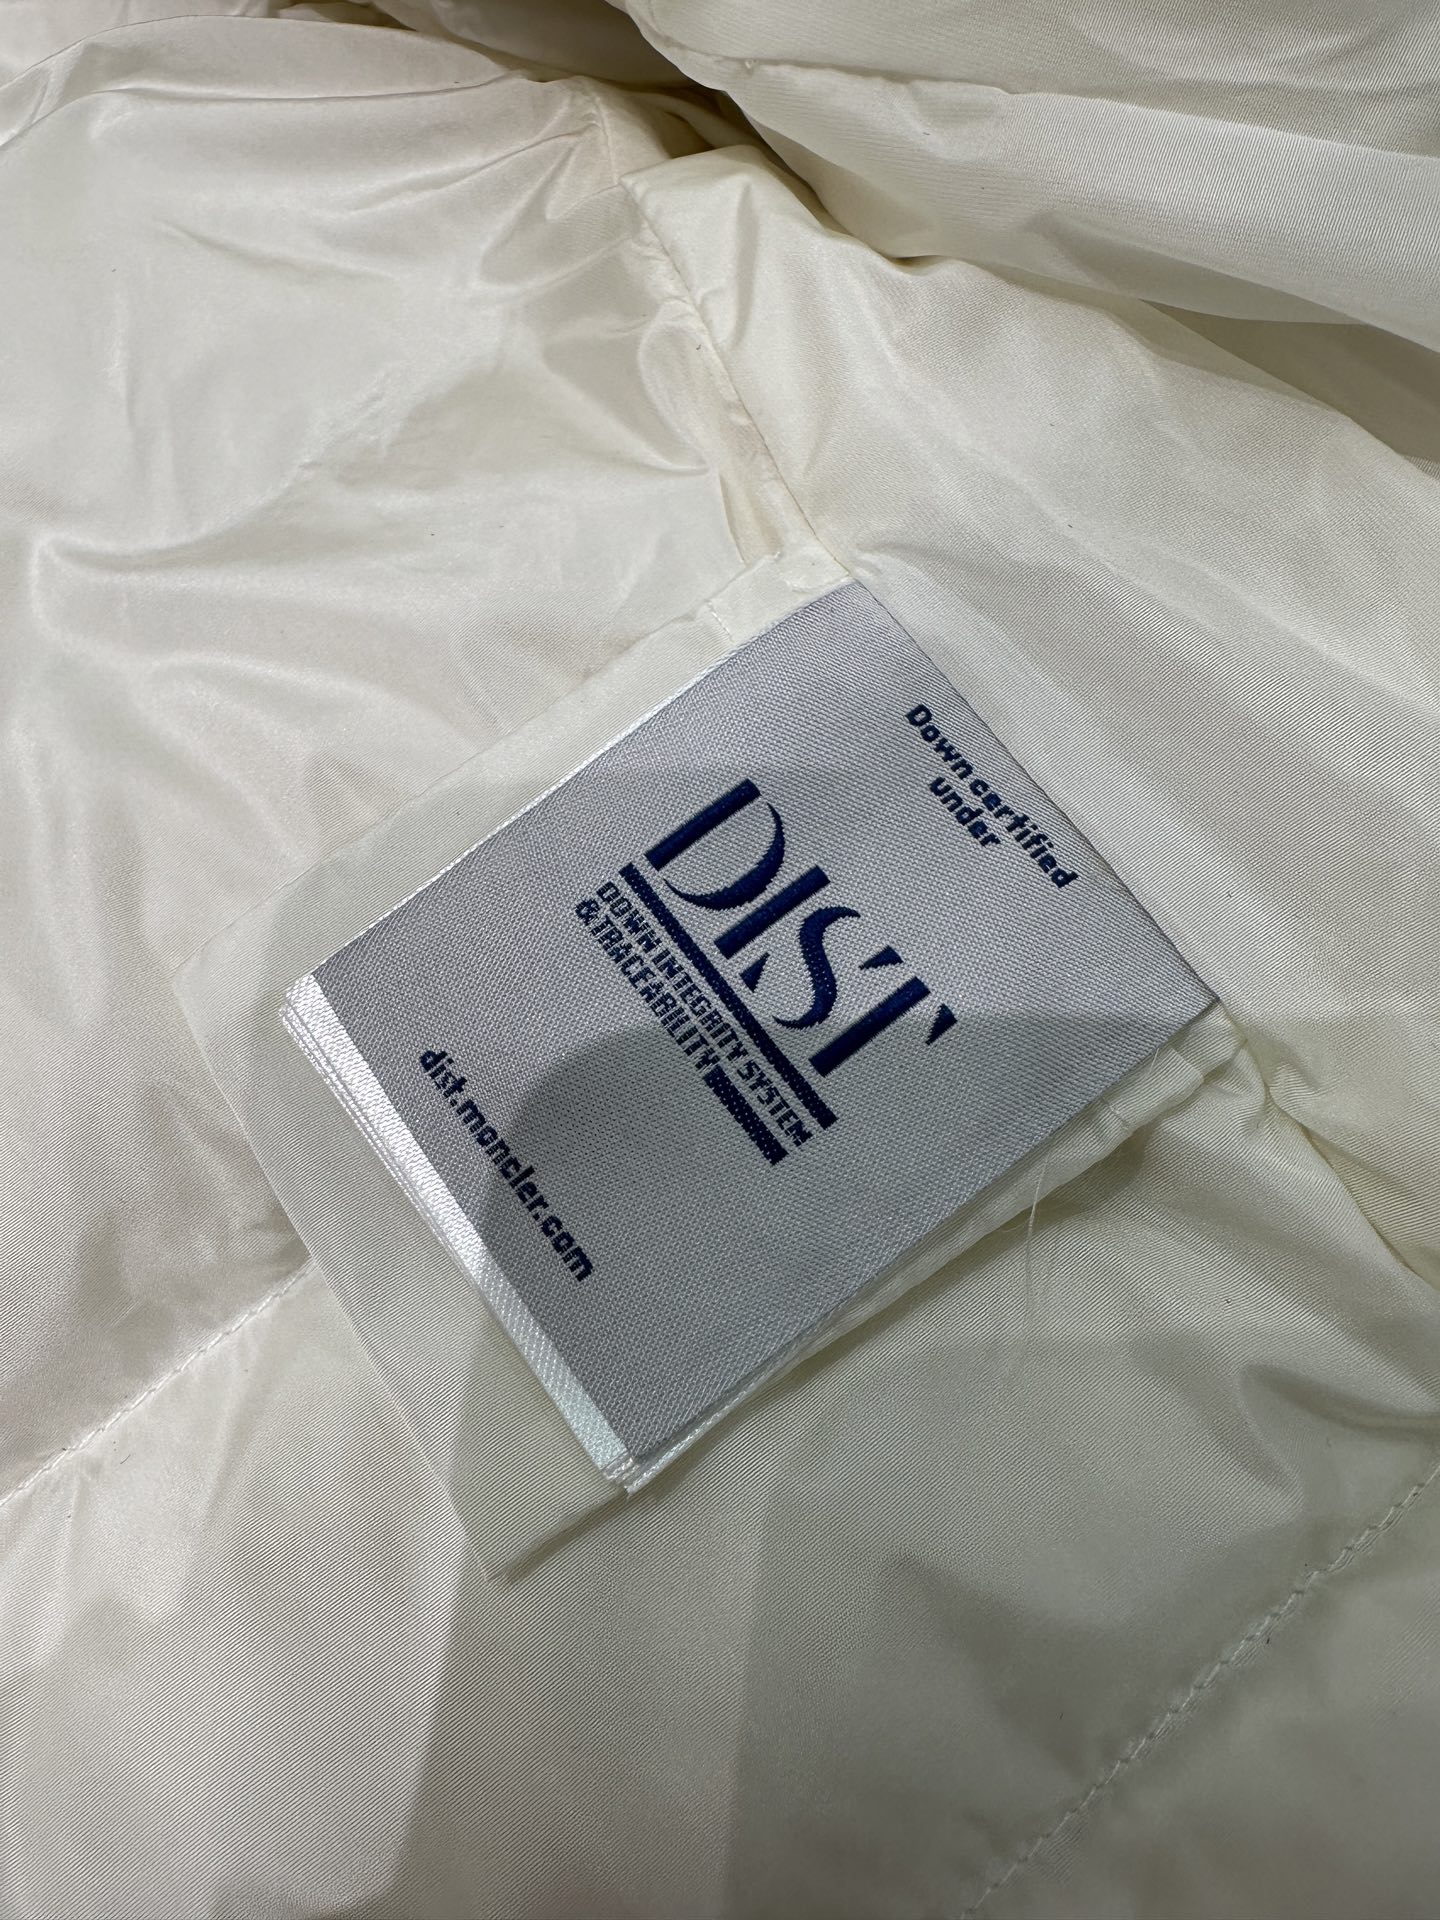 Down certified
under
DIST
DOWN INTEGRITY SYSTEM
& TRACEABILITY
dist.moncler.com